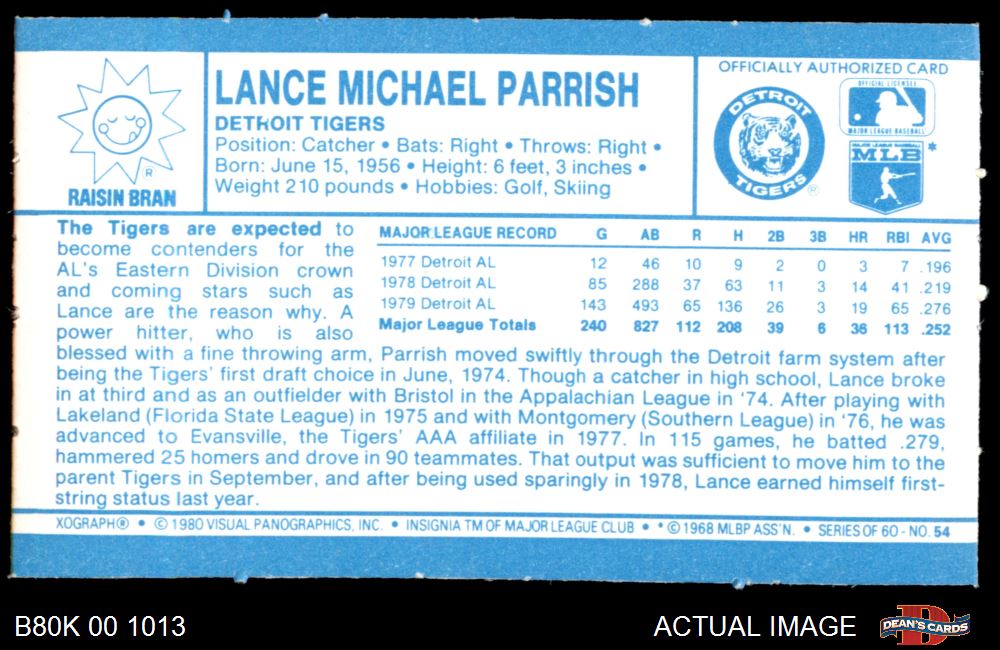 RAISIN BRAN
®
LANCE MICHAEL PARRISH
DETROIT TIGERS
Position: Catcher • Bats: Right • Throws: Right •
Born: June 15, 1956 • Height: 6 feet, 3 inches •
Weight 210 pounds • Hobbies: Golf, Skiing
OFFICIALLY AUTHORIZED CARD
DETROIT
TIGERS
®
OFFICIAL LICENSEE
MAJOR LEAGUE BASEBALL
MAJOR LEAGUE BASEBALL
MLB *
The Tigers are expected to
become contenders for the
AL's Eastern Division crown
and coming stars such as
Lance are the reason why. A
power hitter, who is also
MAJOR LEAGUE RECORD G AB R H 2B 3B HR RBI AVG
1977 Detroit AL 12 46 10 9 2 0 3 7 .196
1978 Detroit AL 85 288 37 63 11 3 14 41 .219
1979 Detroit AL 143 493 65 136 26 3 19 65 .276
Major League Totals 240 827 112 208 39 6 36 113 .252
blessed with a fine throwing arm, Parrish moved swiftly through the Detroit farm system after
being the Tigers' first draft choice in June, 1974. Though a catcher in high school, Lance broke
in at third and as an outfielder with Bristol in the Appalachian League in '74. After playing with
Lakeland (Florida State League) in 1975 and with Montgomery (Southern League) in '76, he was
advanced to Evansville, the Tigers' AAA affiliate in 1977. In 115 games, he batted .279,
hammered 25 homers and drove in 90 teammates. That output was sufficient to move him to the
parent Tigers in September, and after being used sparingly in 1978, Lance earned himself first-
string status last year.
XOGRAPH® • © 1980 VISUAL PANOGRAPHICS, INC. • INSIGNIA TM OF MAJOR LEAGUE CLUB • * © 1968 MLBP ASS'N. • SERIES OF 60 - NO. 54
B80K 00 1013
ACTUAL IMAGE
D
DEAN'S CARDS